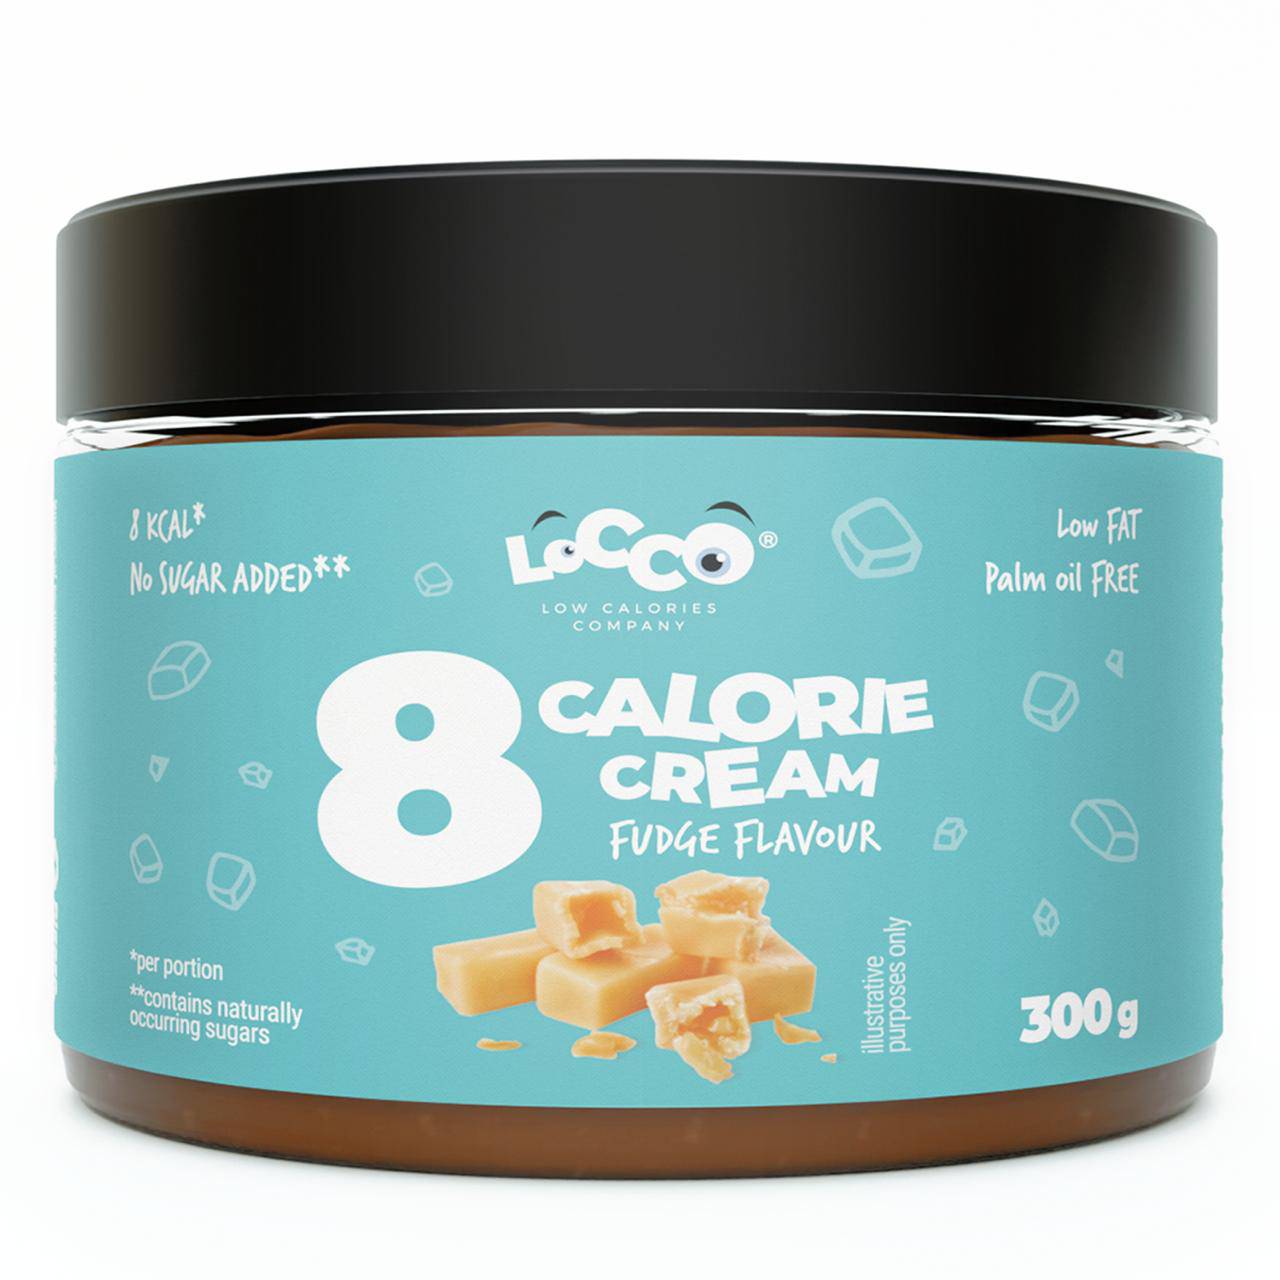 8 KCAL*
No SUGAR ADDED**
LOCCO®
LOW CALORIES
COMPANY
Low FAT
Palm oil FREE
8 CALORIE
CREAM
FUDGE FLAVOUR
*per portion
**contains naturally
occurring sugars
illustrative
purposes only
300 g